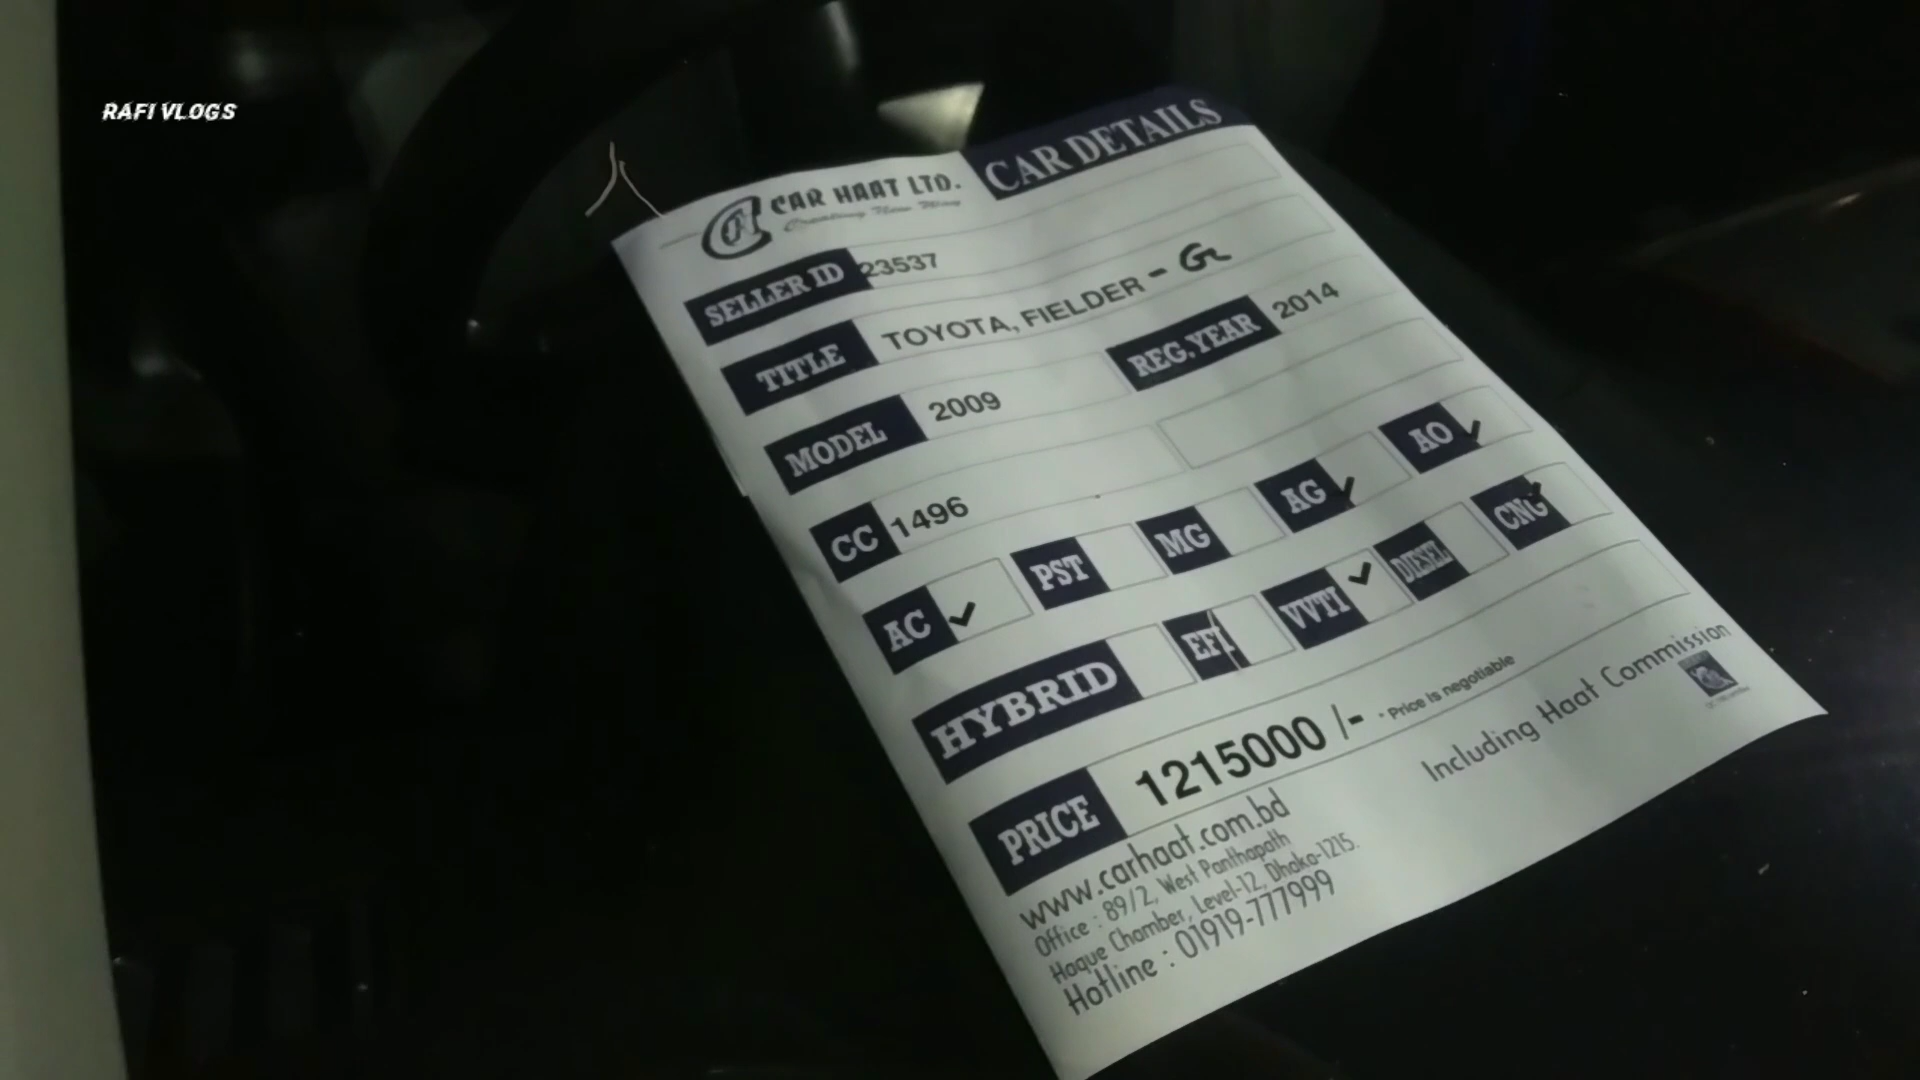 RAFI VLOGS
CAR HAAT LTD.
CAR DETAILS
SELLER ID 23537
TITLE TOYOTA, FIELDER - G
MODEL 2009 REG.YEAR 2014
CC 1496
AC ✓ PST MG AG ✓ AO ✓
HYBRID EFI VVTI ✓ DIESEL CNG ✓
PRICE 1215000 /- * Price is negotiable
Including Haat Commission
www.carhaat.com.bd
Office : 89/2, West Panthapath
Haque Chamber, Level-12, Dhaka-1215.
Hotline : 01919-777999